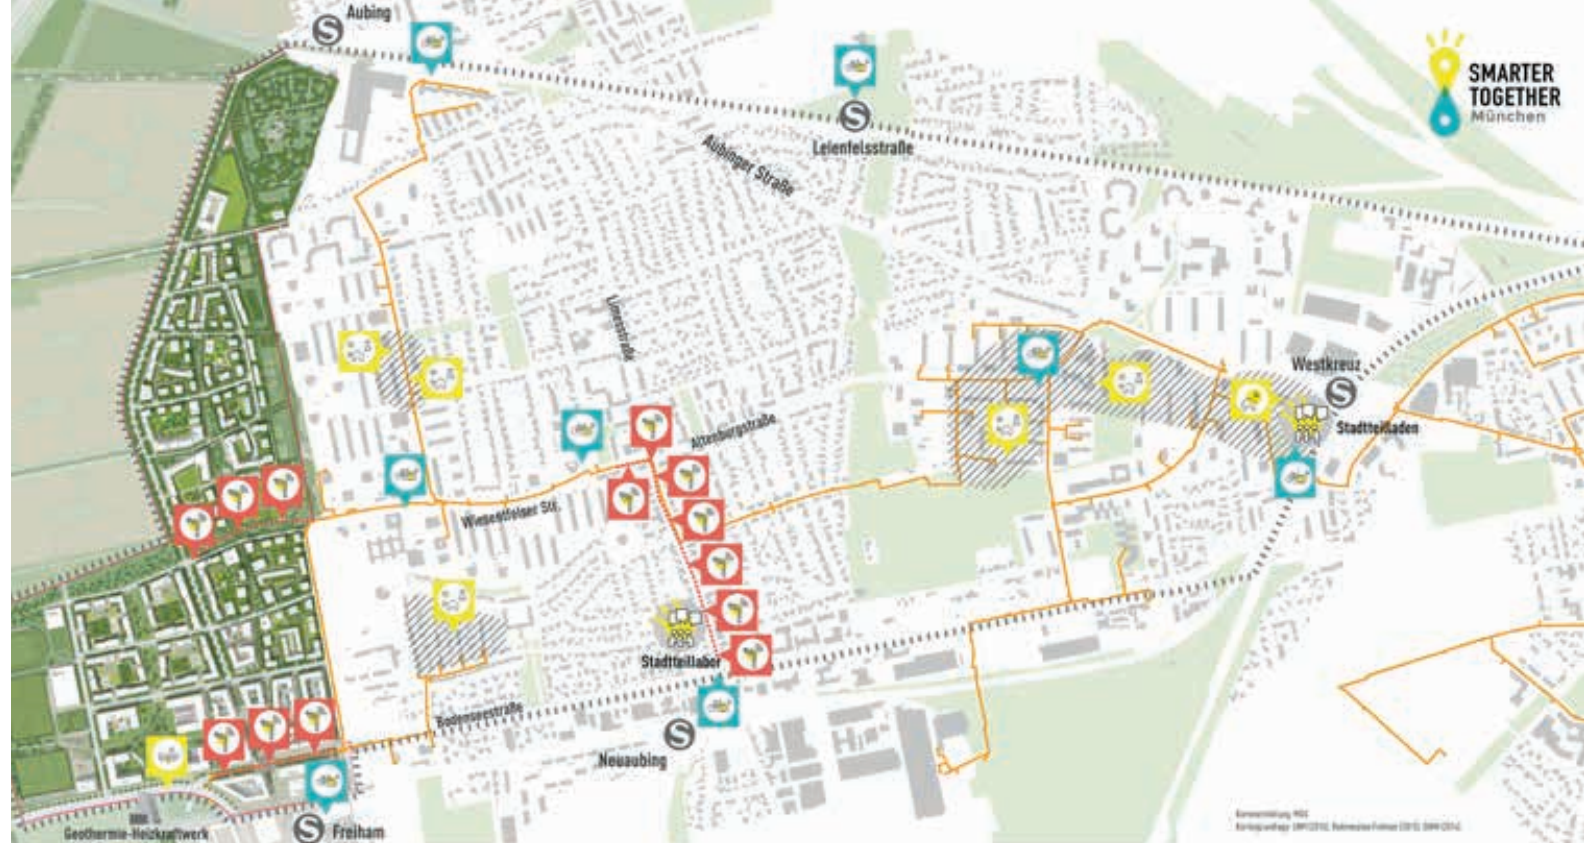 Aubing
S
SMARTER
TOGETHER
München
S
Leienfelsstraße
Aubinger Straße
Limesstraße
Westkreuz
S
Stadtteilladen
Altenburgstraße
Wiesentfelser Str.
Stadtteillabor
Bodenseestraße
S
Neuaubing
Geothermie-Heizkraftwerk
S Freiham